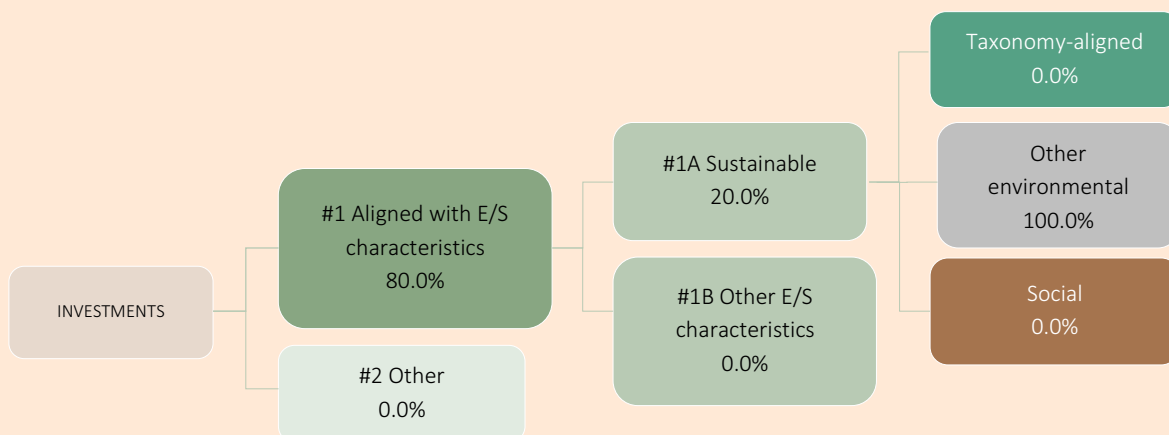 INVESTMENTS
#1 Aligned with E/S
characteristics
80.0%
#2 Other
0.0%
#1A Sustainable
20.0%
#1B Other E/S
characteristics
0.0%
Taxonomy-aligned
0.0%
Other
environmental
100.0%
Social
0.0%